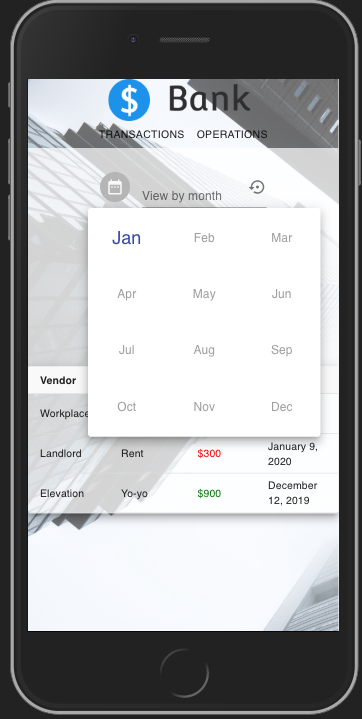 $ Bank
TRANSACTIONS OPERATIONS
View by month
Jan Feb Mar
Apr May Jun
Jul Aug Sep
Oct Nov Dec
Vendor
Workplace
Landlord Rent $300 January 9,
2020
Elevation Yo-yo $900 December
12, 2019